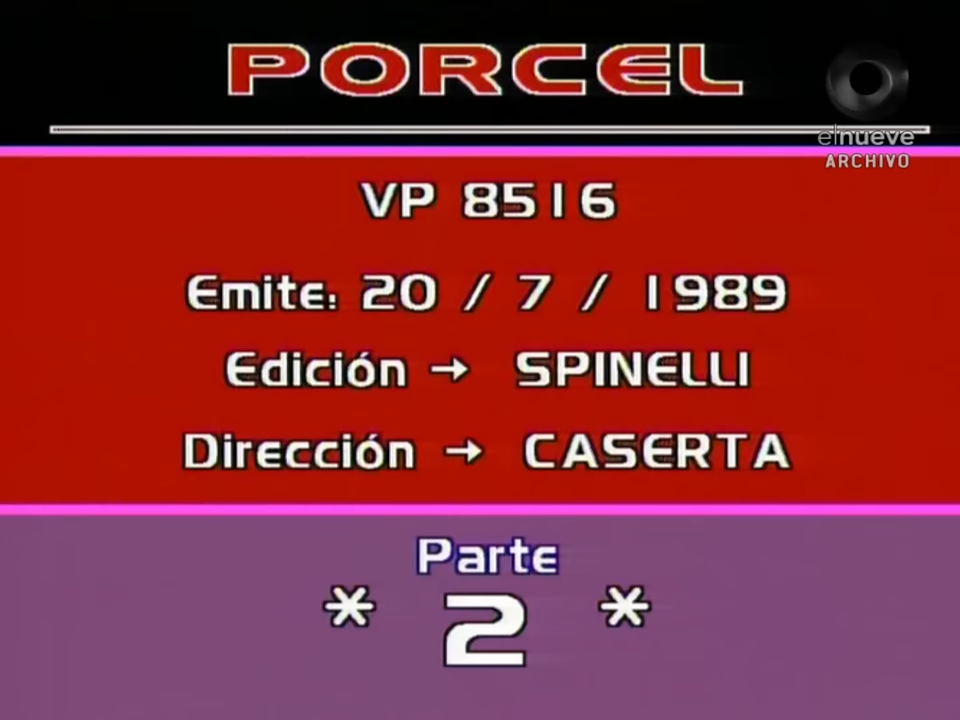 PORCEL
elnueve
ARCHIVO
VP 8516
Emite: 20 / 7 / 1989
Edición → SPINELLI
Dirección → CASERTA
Parte
* 2 *